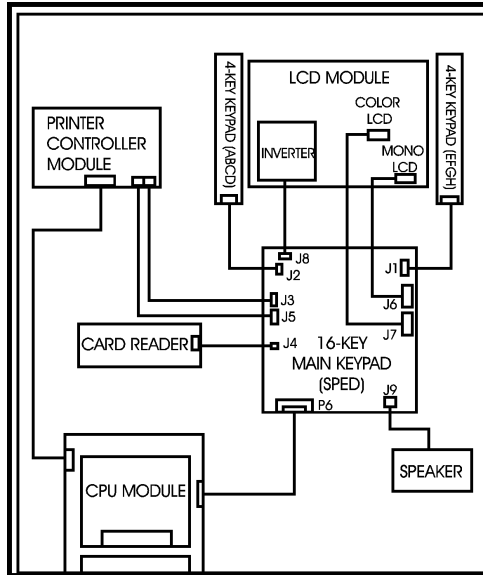 LCD MODULE
4-KEY KEYPAD (ABCD)
4-KEY KEYPAD (EFGH)
COLOR
LCD
PRINTER
CONTROLLER
MODULE
INVERTER
MONO
LCD
J8
J2
J1
J3
J6
J5
J7
CARD READER
J4
16-KEY
MAIN KEYPAD
(SPED)
J9
P6
SPEAKER
CPU MODULE